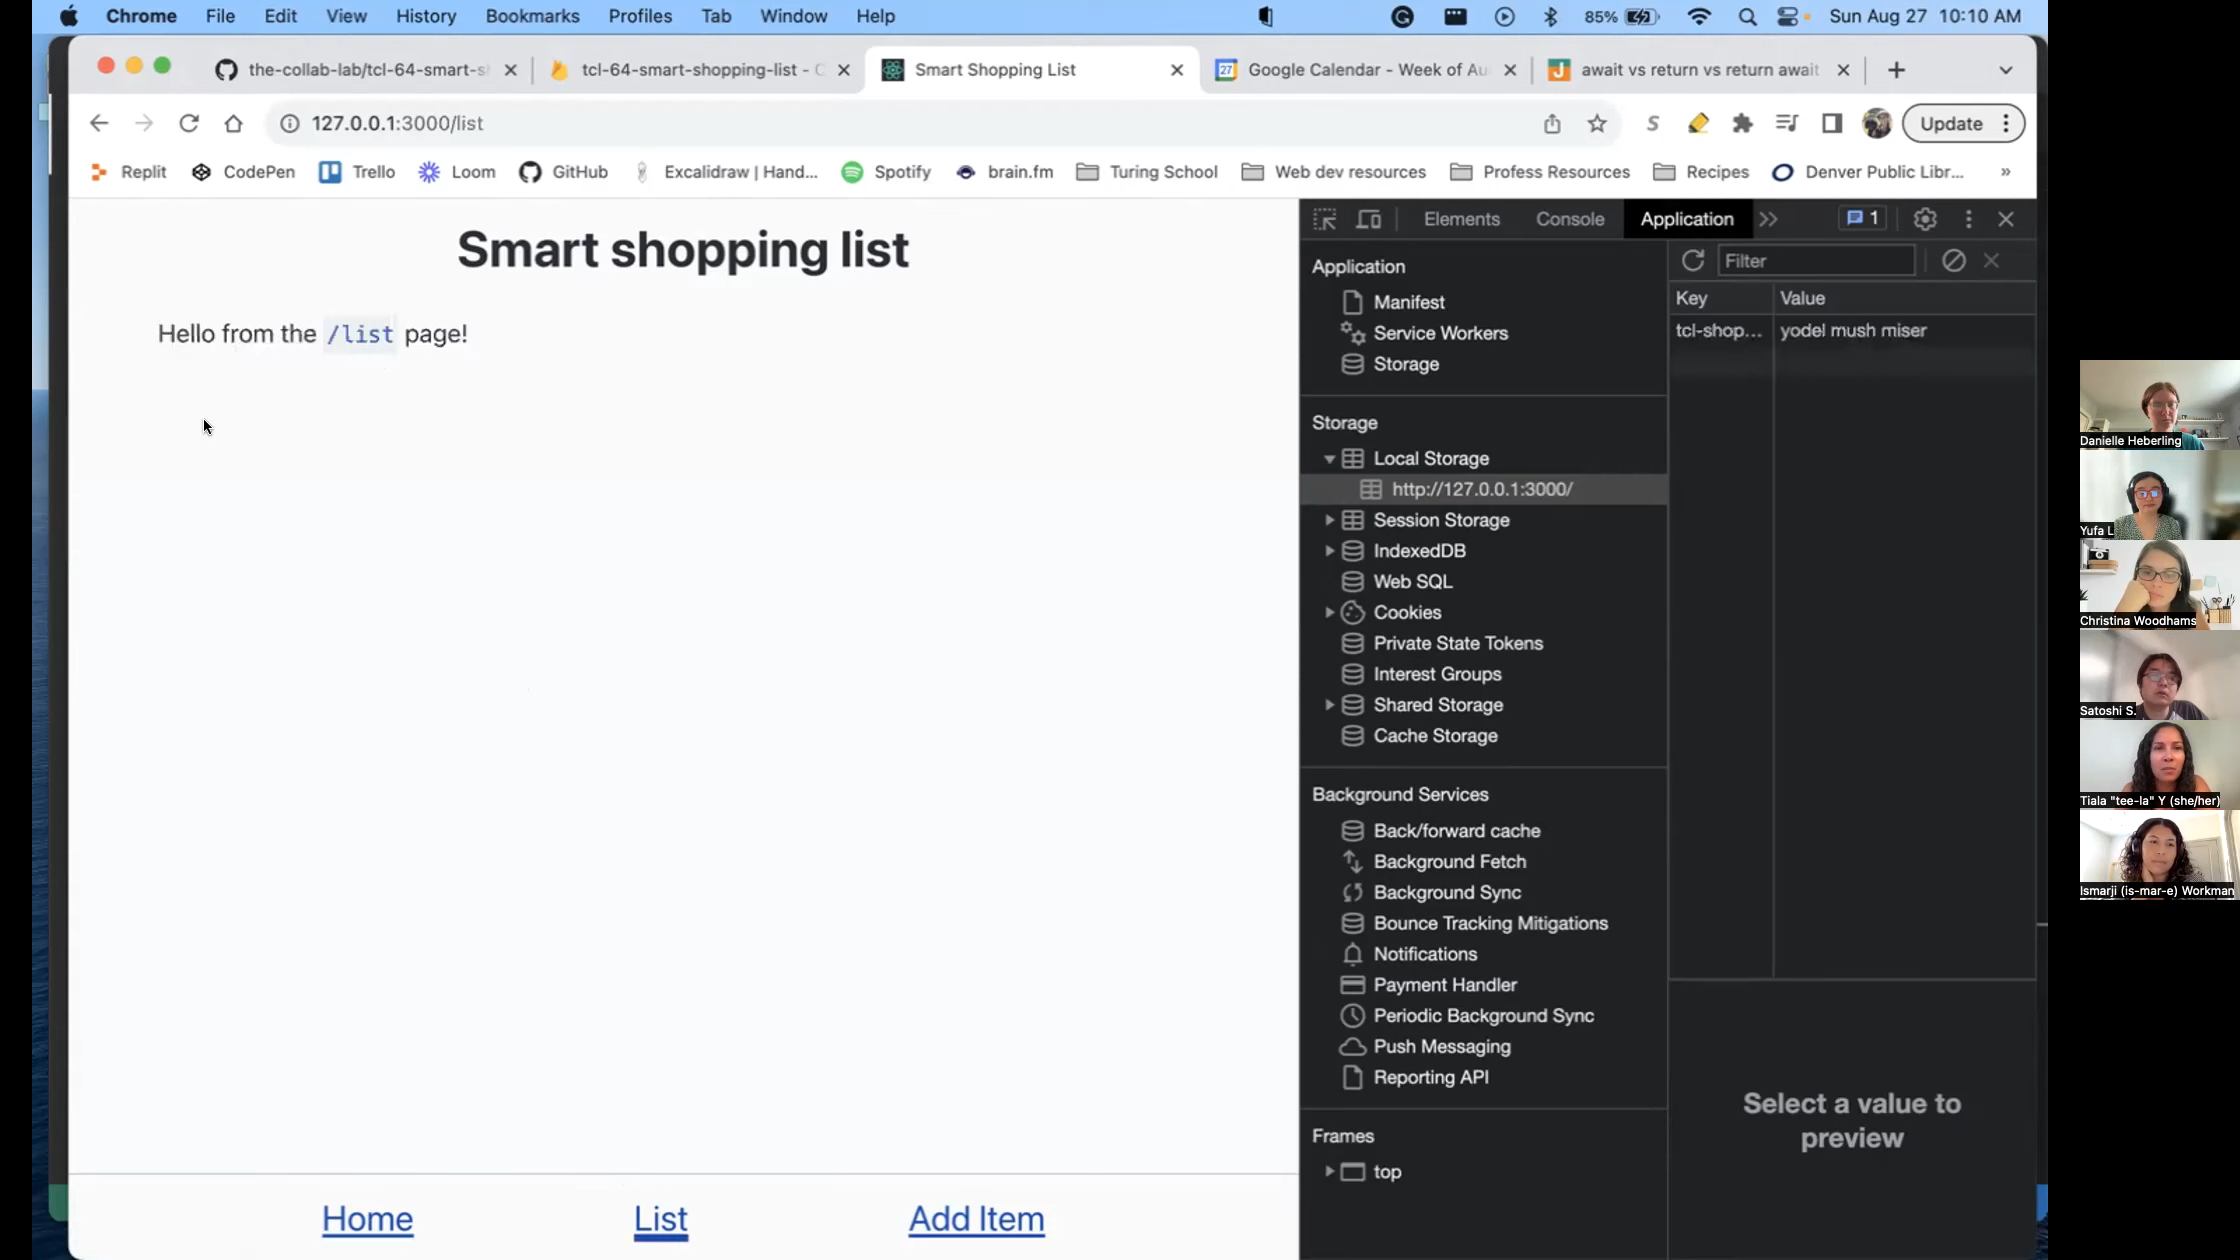 Chrome File Edit View History Bookmarks Profiles Tab Window Help 85% Sun Aug 27 10:10 AM
the-collab-lab/tcl-64-smart-s
tcl-64-smart-shopping-list - C
Smart Shopping List
27 Google Calendar - Week of Au
await vs return vs return await
127.0.0.1:3000/list
Update
Replit CodePen Trello Loom GitHub Excalidraw | Hand... Spotify brain.fm Turing School Web dev resources Profess Resources Recipes Denver Public Libr... »
Smart shopping list
Hello from the /list page!
Home List Add Item
Elements Console Application 1
Application
Manifest
Service Workers
Storage
Storage
Local Storage
http://127.0.0.1:3000/
Session Storage
IndexedDB
Web SQL
Cookies
Private State Tokens
Interest Groups
Shared Storage
Cache Storage
Background Services
Back/forward cache
Background Fetch
Background Sync
Bounce Tracking Mitigations
Notifications
Payment Handler
Periodic Background Sync
Push Messaging
Reporting API
Frames
top
Filter
Key Value
tcl-shop... yodel mush miser
Select a value to
preview
Danielle Heberling
Yufa L
Christina Woodhams
Satoshi S.
Tiala "tee-la" Y (she/her)
Ismarji (is-mar-e) Workman